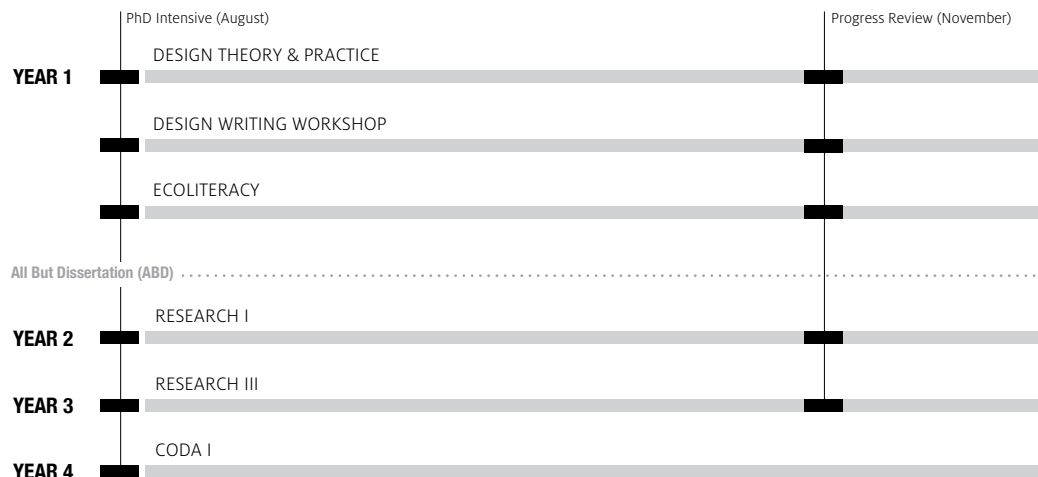 PhD Intensive (August)
Progress Review (November)
DESIGN THEORY & PRACTICE
YEAR 1
DESIGN WRITING WORKSHOP
ECOLITERACY
All But Dissertation (ABD)
RESEARCH I
YEAR 2
RESEARCH III
YEAR 3
CODA I
YEAR 4